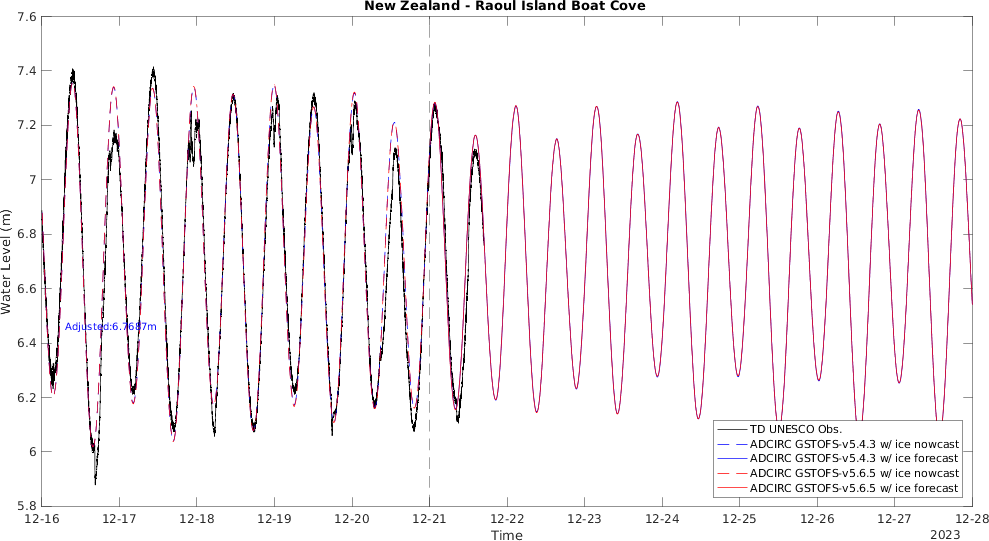 New Zealand - Raoul Island Boat Cove
7.6
7.4
7.2
7
6.8
6.6
6.4
6.2
6
5.8
Water Level (m)
Adjusted:6.7687m
TD UNESCO Obs.
ADCIRC GSTOFS-v5.4.3 w/ ice nowcast
ADCIRC GSTOFS-v5.4.3 w/ ice forecast
ADCIRC GSTOFS-v5.6.5 w/ ice nowcast
ADCIRC GSTOFS-v5.6.5 w/ ice forecast
12-16 12-17 12-18 12-19 12-20 12-21 12-22 12-23 12-24 12-25 12-26 12-27 12-28
Time
2023